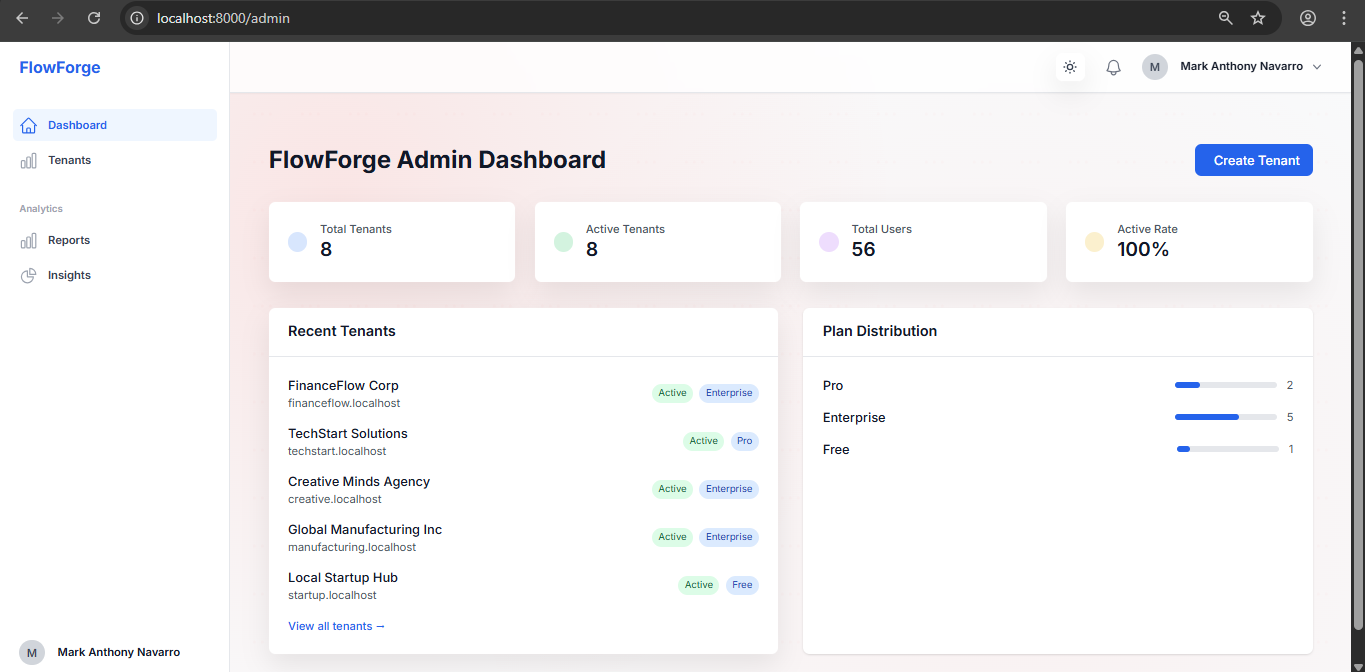 localhost:8000/admin
FlowForge
M Mark Anthony Navarro
Dashboard
Tenants
Analytics
Reports
Insights
FlowForge Admin Dashboard
Create Tenant
Total Tenants
8
Active Tenants
8
Total Users
56
Active Rate
100%
Recent Tenants
FinanceFlow Corp
financeflow.localhost
Active Enterprise
TechStart Solutions
techstart.localhost
Active Pro
Creative Minds Agency
creative.localhost
Active Enterprise
Global Manufacturing Inc
manufacturing.localhost
Active Enterprise
Local Startup Hub
startup.localhost
Active Free
View all tenants →
Plan Distribution
Pro 2
Enterprise 5
Free 1
M Mark Anthony Navarro